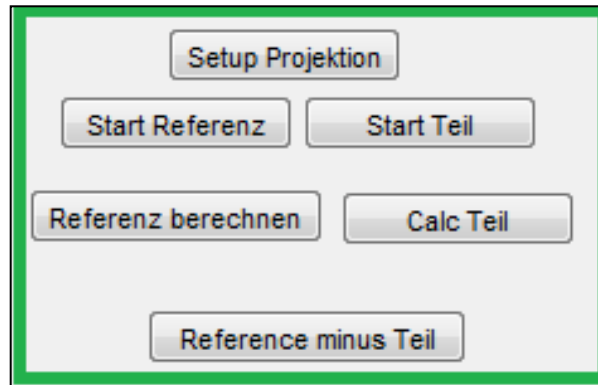 Setup Projektion
Start Referenz
Start Teil
Referenz berechnen
Calc Teil
Reference minus Teil